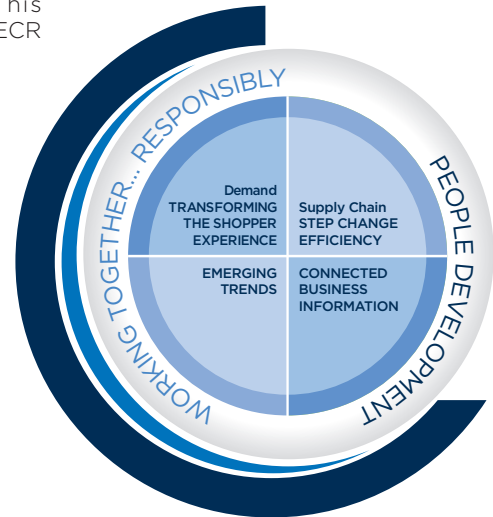 his
ECR
WORKING TOGETHER... RESPONSIBLY
PEOPLE DEVELOPMENT
Demand
TRANSFORMING
THE SHOPPER
EXPERIENCE
Supply Chain
STEP CHANGE
EFFICIENCY
EMERGING
TRENDS
CONNECTED
BUSINESS
INFORMATION